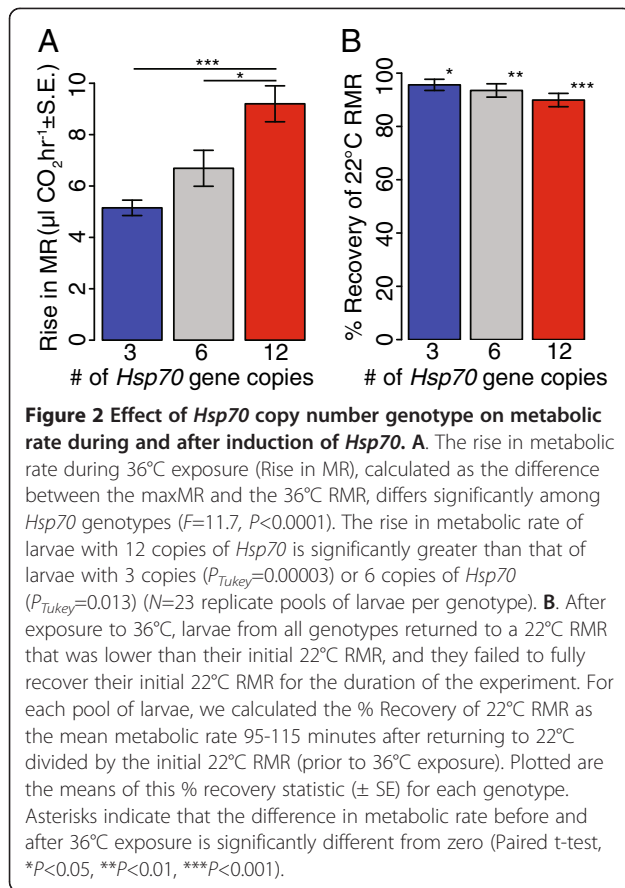 A
B
***
*
*
**
***
Rise in MR (µl CO2hr-1±S.E.)
0 2 4 6 8 10
% Recovery of 22°C RMR
0 20 40 60 80 100
3 6 12
3 6 12
# of Hsp70 gene copies
# of Hsp70 gene copies
Figure 2 Effect of Hsp70 copy number genotype on metabolic
rate during and after induction of Hsp70. A. The rise in metabolic
rate during 36°C exposure (Rise in MR), calculated as the difference
between the maxMR and the 36°C RMR, differs significantly among
Hsp70 genotypes (F=11.7, P<0.0001). The rise in metabolic rate of
larvae with 12 copies of Hsp70 is significantly greater than that of
larvae with 3 copies (PTukey=0.00003) or 6 copies of Hsp70
(PTukey=0.013) (N=23 replicate pools of larvae per genotype). B. After
exposure to 36°C, larvae from all genotypes returned to a 22°C RMR
that was lower than their initial 22°C RMR, and they failed to fully
recover their initial 22°C RMR for the duration of the experiment. For
each pool of larvae, we calculated the % Recovery of 22°C RMR as
the mean metabolic rate 95-115 minutes after returning to 22°C
divided by the initial 22°C RMR (prior to 36°C exposure). Plotted are
the means of this % recovery statistic (± SE) for each genotype.
Asterisks indicate that the difference in metabolic rate before and
after 36°C exposure is significantly different from zero (Paired t-test,
*P<0.05, **P<0.01, ***P<0.001).